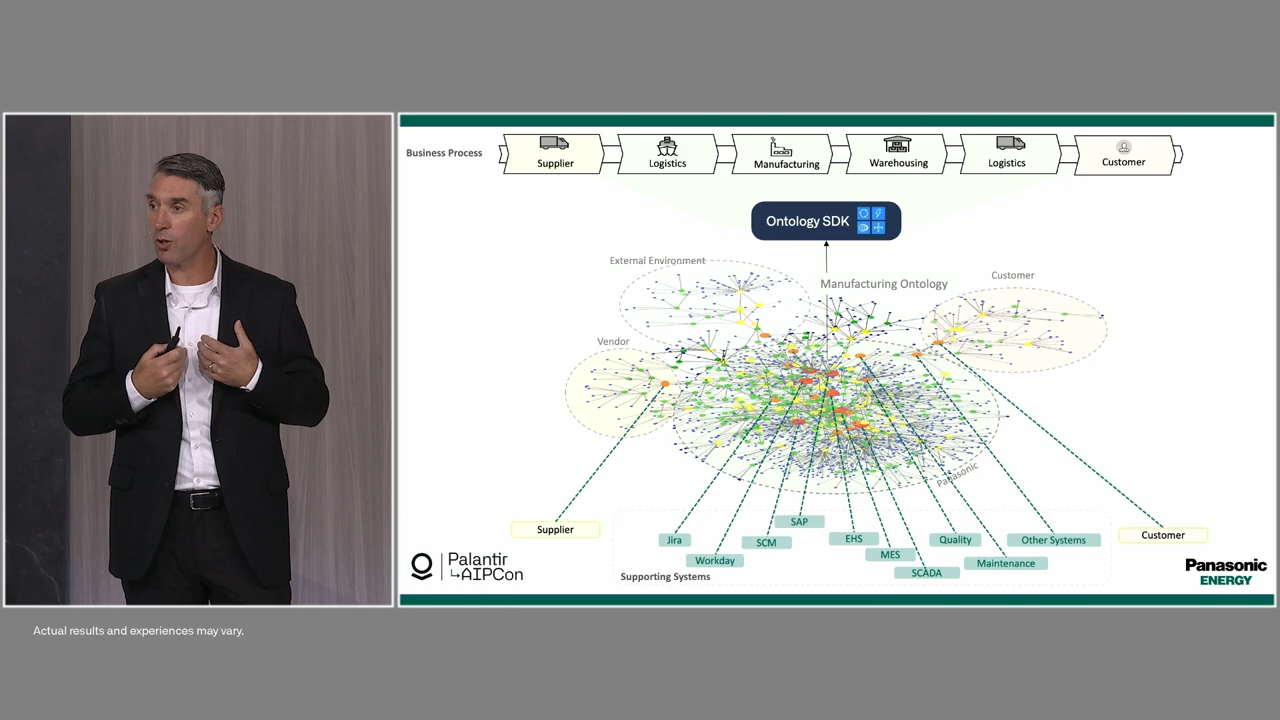 Business Process
Supplier
Logistics
Manufacturing
Warehousing
Logistics
Customer
Ontology SDK
External Environment
Manufacturing Ontology
Customer
Vendor
Panasonic
Supplier
Jira
Workday
SCM
SAP
EHS
MES
SCADA
Quality
Maintenance
Other Systems
Customer
Supporting Systems
Palantir
AIPCon
Panasonic
ENERGY
Actual results and experiences may vary.